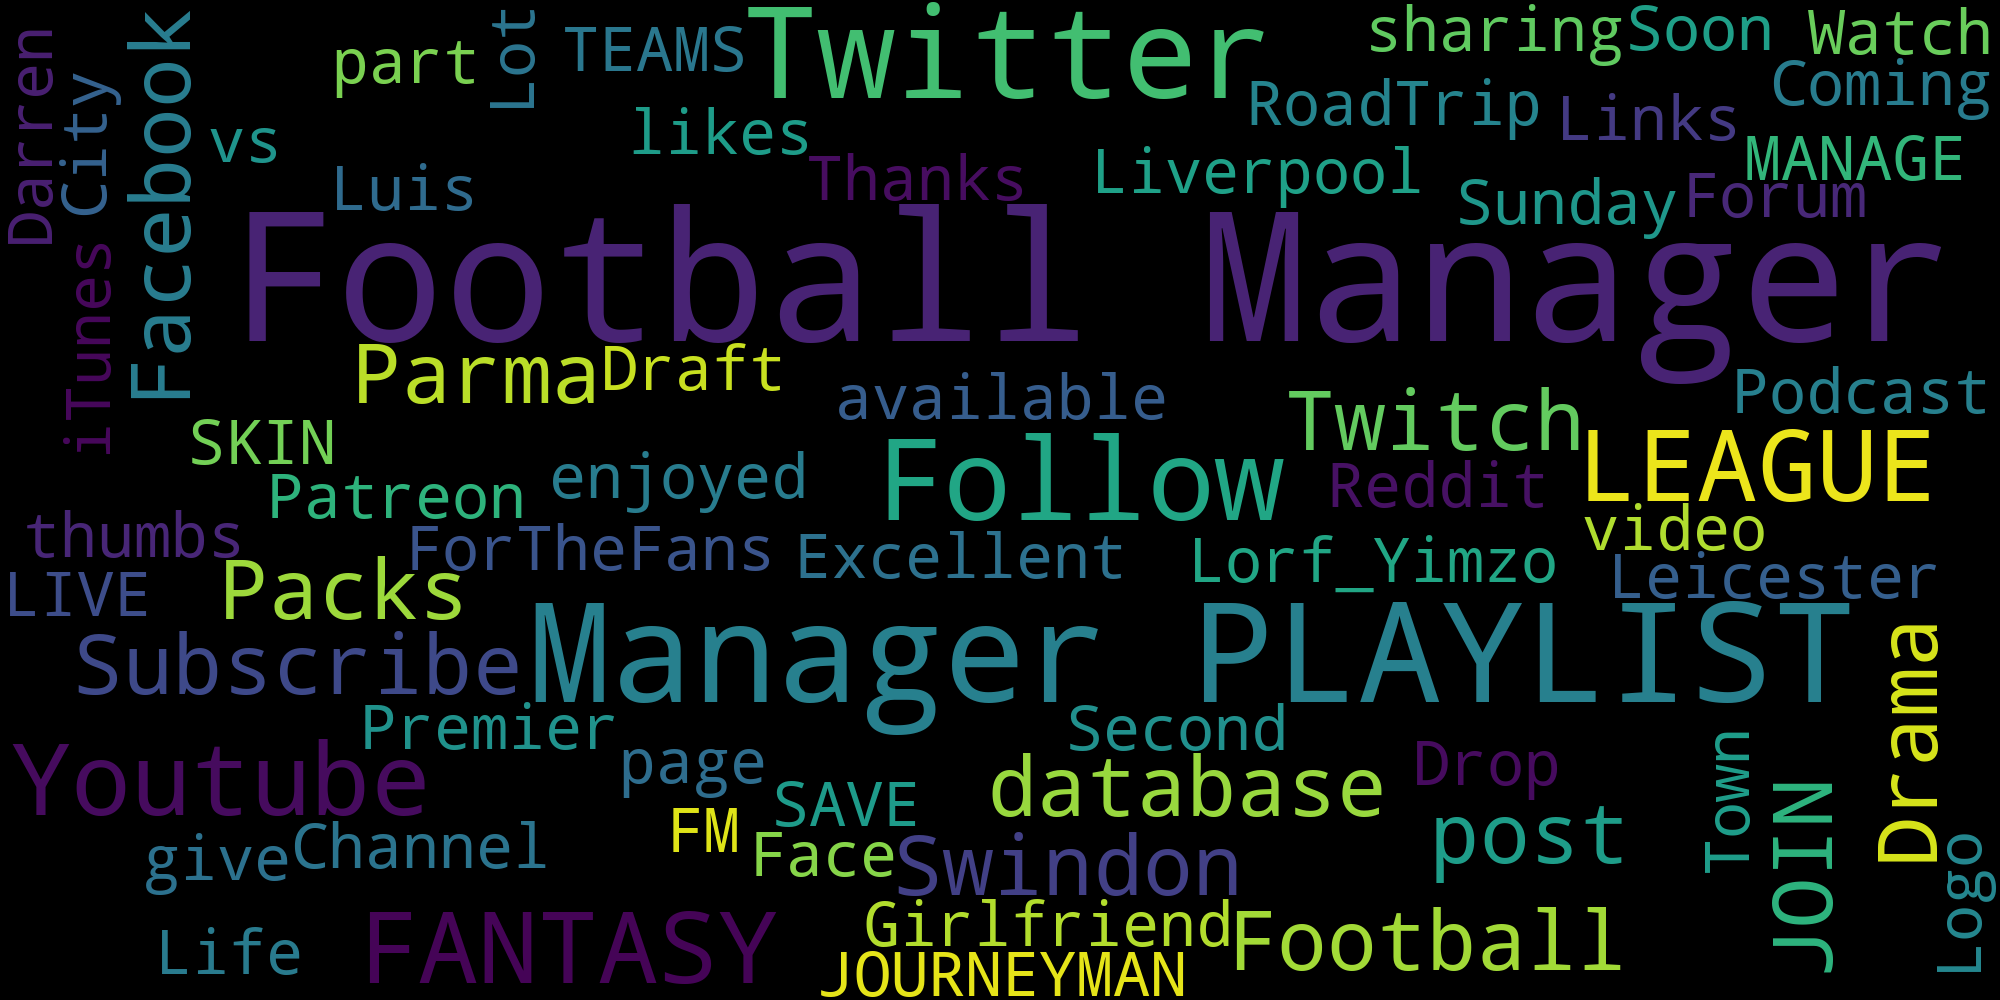 Darren
City
Facebook
iTunes
part
Lot
TEAMS
Twitter
sharing
Soon
Watch
vs
likes
RoadTrip
Links
Coming
Luis
Thanks
Liverpool
Sunday
Forum
MANAGE
Football Manager
Parma
Draft
available
Twitch
Podcast
SKIN
Patreon
enjoyed
Follow
Reddit
LEAGUE
thumbs
ForTheFans
Excellent
Lorf_Yimzo
video
LIVE
Packs
Leicester
Subscribe
Manager PLAYLIST
Drama
Premier
page
Second
Drop
Town
Youtube
SAVE
database
JOIN
give
Channel
FM
Face
Swindon
post
Logo
Life
FANTASY
Girlfriend
JOURNEYMAN
Football